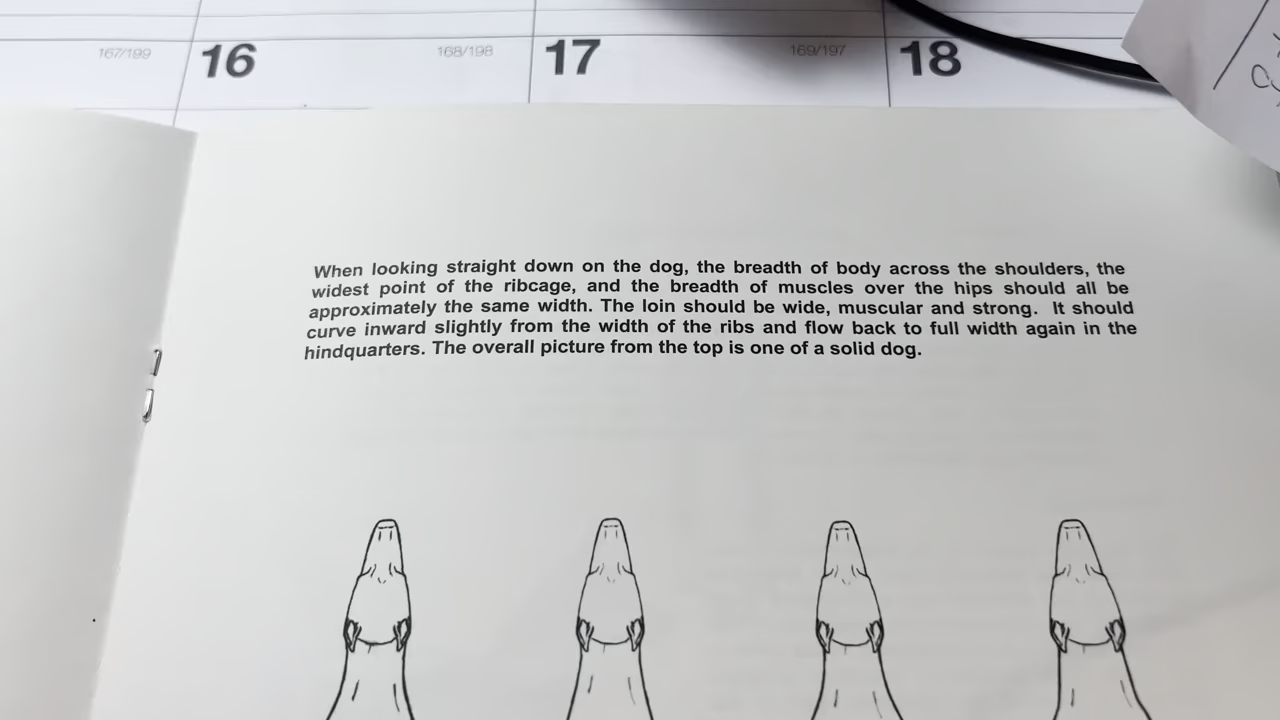 167/199 16 168/198 17 169/197 18
When looking straight down on the dog, the breadth of body across the shoulders, the
widest point of the ribcage, and the breadth of muscles over the hips should all be
approximately the same width. The loin should be wide, muscular and strong.  It should
curve inward slightly from the width of the ribs and flow back to full width again in the
hindquarters. The overall picture from the top is one of a solid dog.